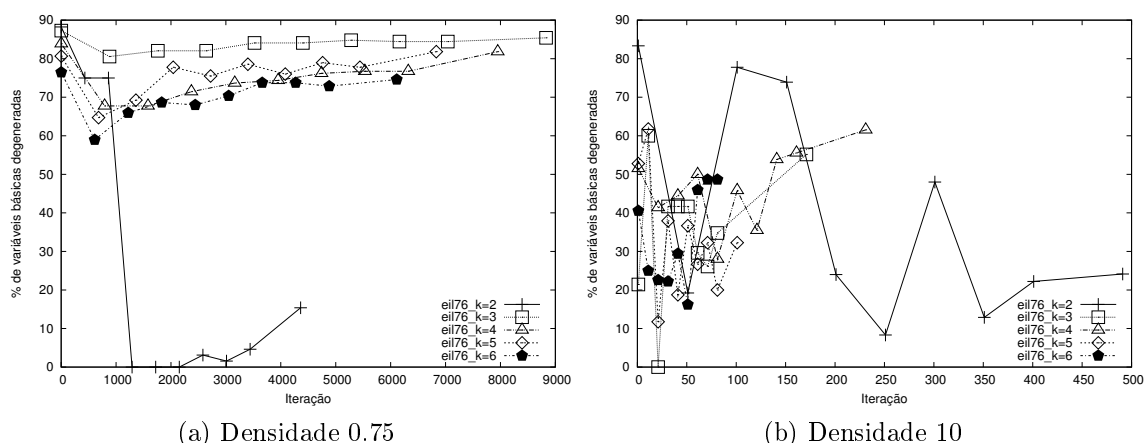 % de variáveis básicas degeneradas
90
80
70
60
50
40
30
20
10
0
eil76_k=2
eil76_k=3
eil76_k=4
eil76_k=5
eil76_k=6
0 1000 2000 3000 4000 5000 6000 7000 8000 9000
Iteração
(a) Densidade 0.75
% de variáveis básicas degeneradas
90
80
70
60
50
40
30
20
10
0
eil76_k=2
eil76_k=3
eil76_k=4
eil76_k=5
eil76_k=6
0 50 100 150 200 250 300 350 400 450 500
Iteração
(b) Densidade 10